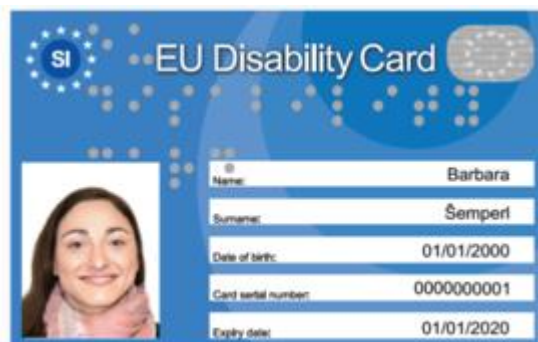 SI
EU Disability Card
Name: Barbara
Surname: Šemperl
Date of birth: 01/01/2000
Card serial number: 0000000001
Expiry date: 01/01/2020